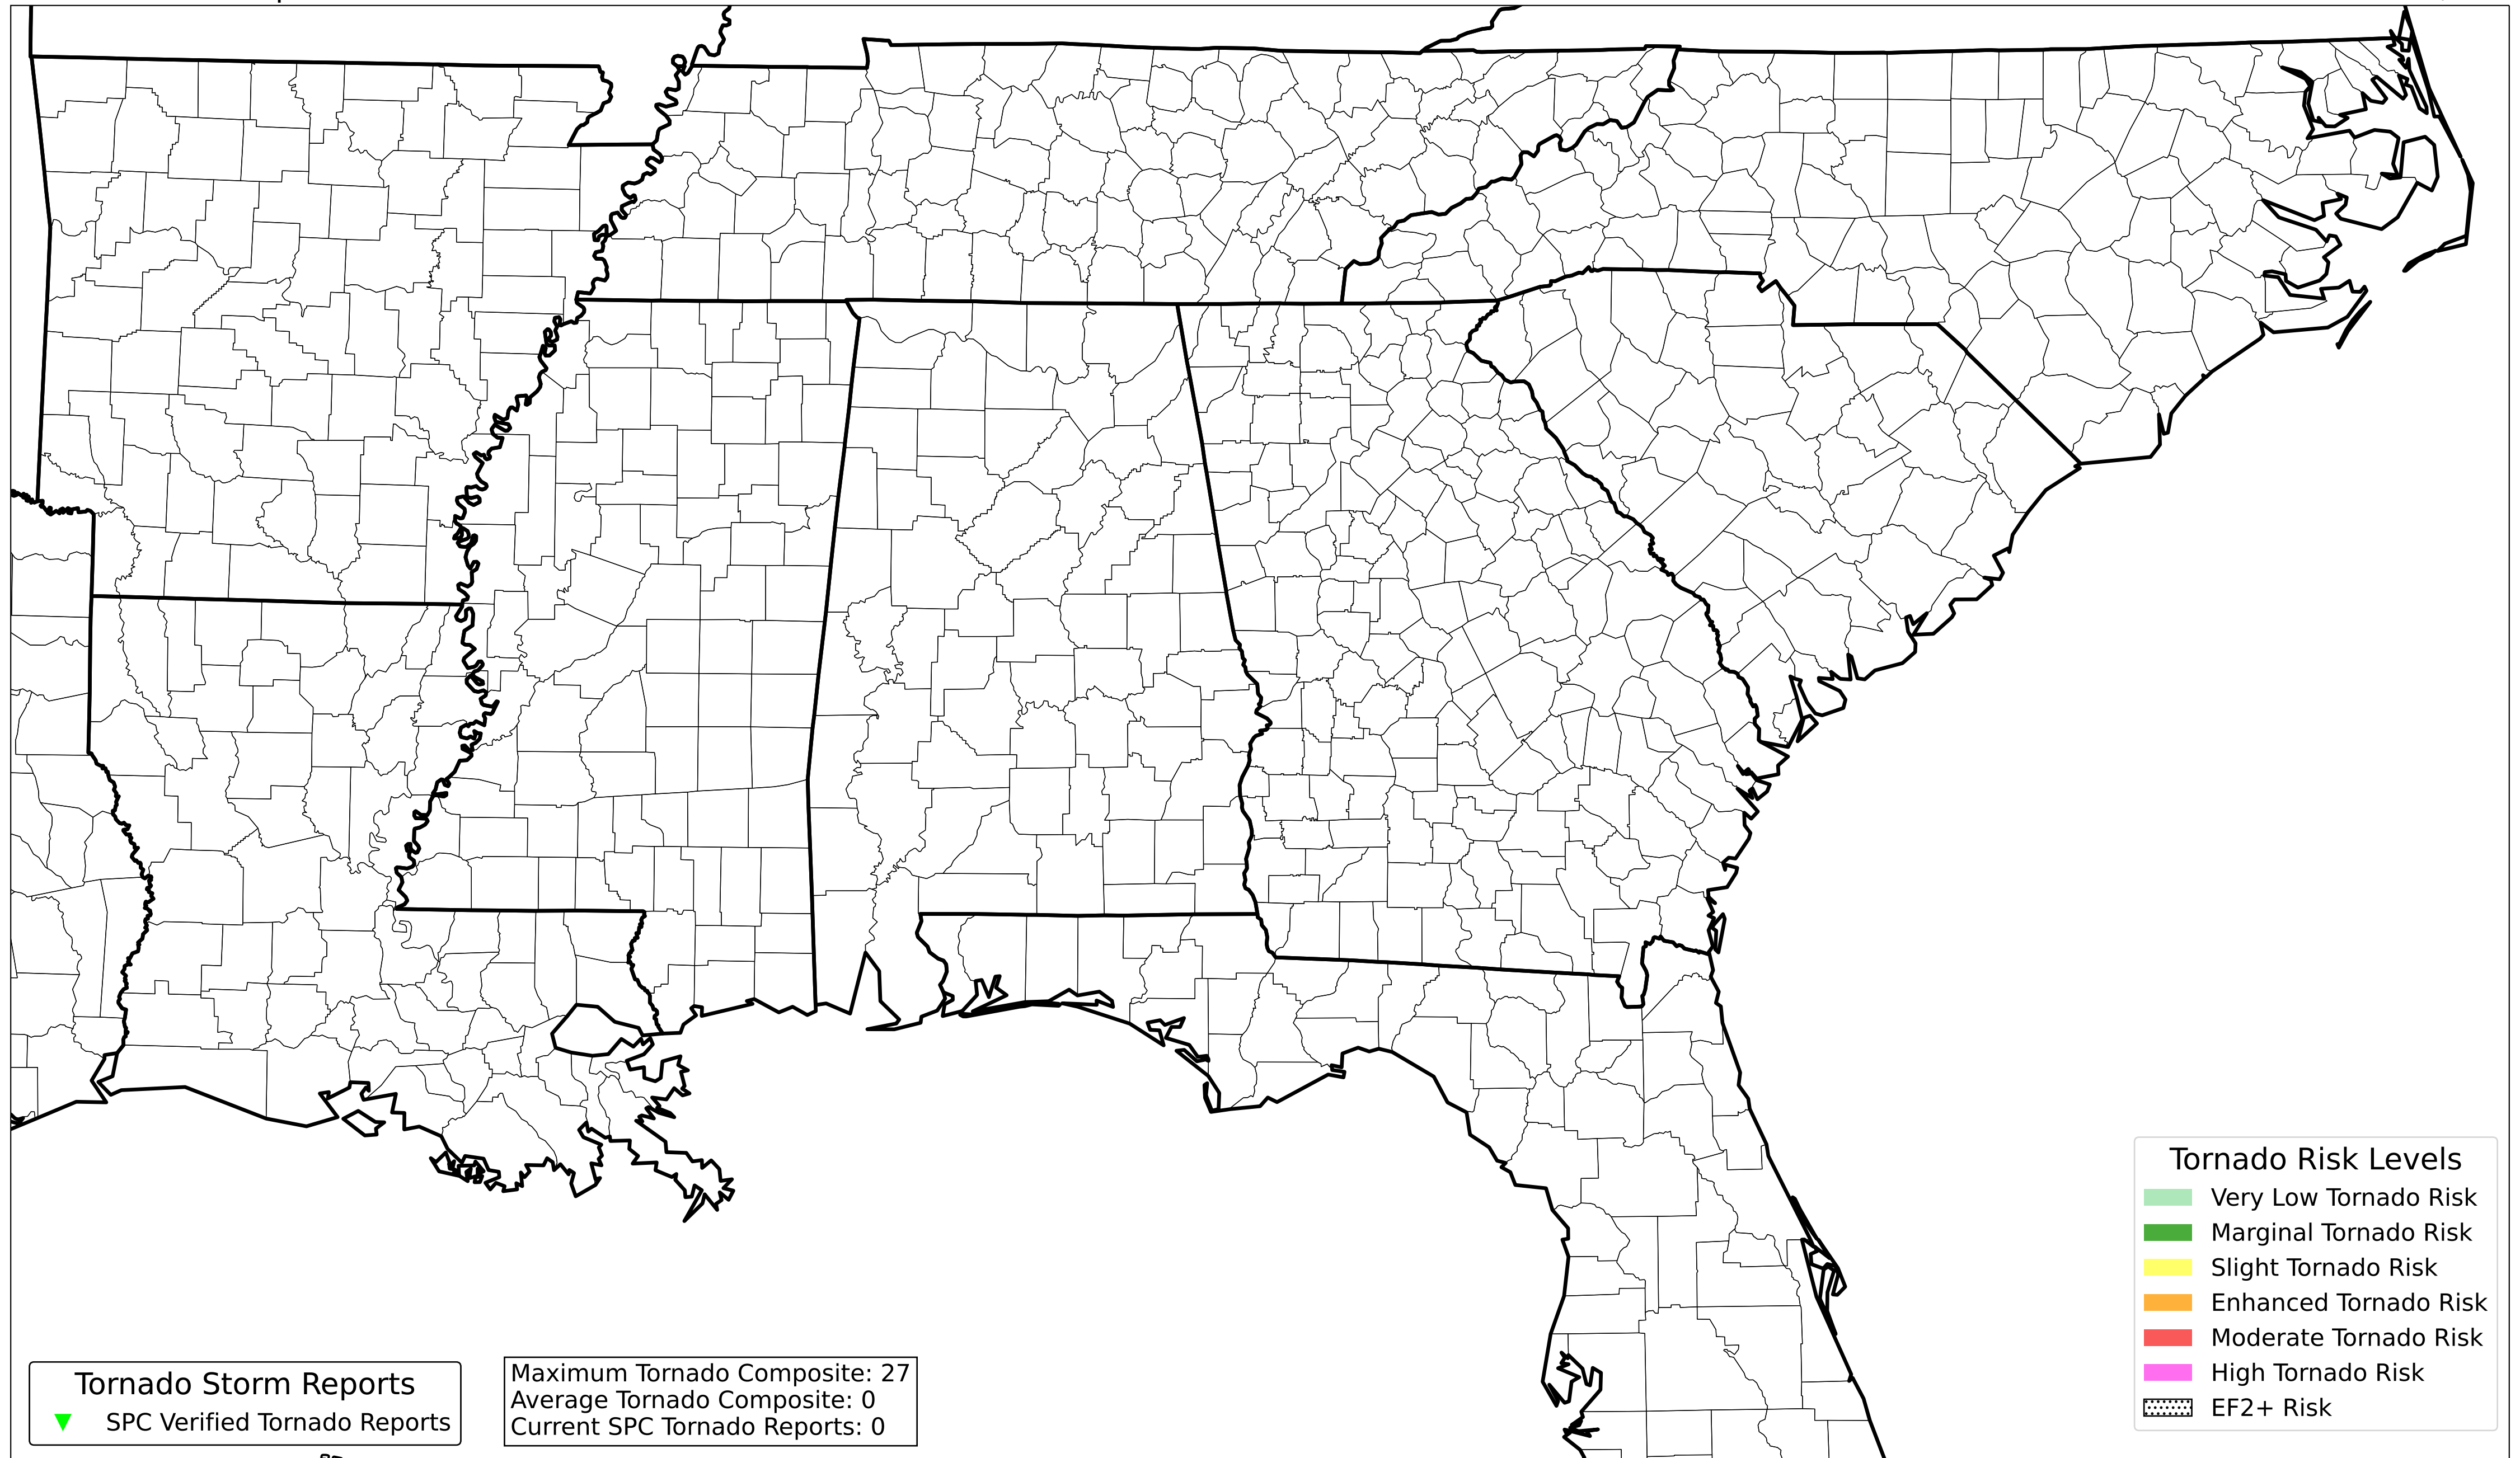 Tornado Risk Levels
Very Low Tornado Risk
Marginal Tornado Risk
Slight Tornado Risk
Enhanced Tornado Risk
Moderate Tornado Risk
High Tornado Risk
EF2+ Risk
Tornado Storm Reports
SPC Verified Tornado Reports
Maximum Tornado Composite: 27
Average Tornado Composite: 0
Current SPC Tornado Reports: 0